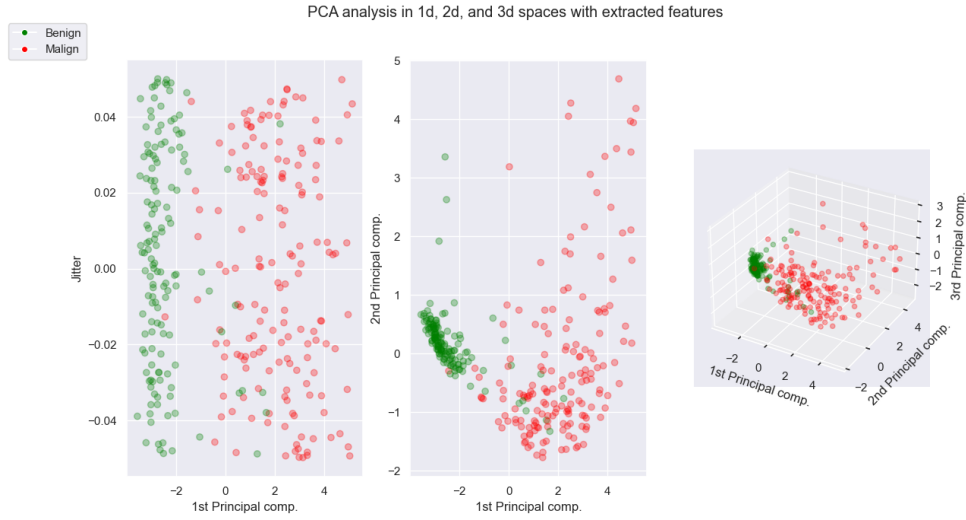 PCA analysis in 1d, 2d, and 3d spaces with extracted features
Benign
Malign
0.04
0.02
0.00
−0.02
−0.04
Jitter
−2 0 2 4
1st Principal comp.
5
4
3
2
1
0
−1
−2
2nd Principal comp.
−2 0 2 4
1st Principal comp.
3
2
1
0
−1
−2
3rd Principal comp.
−2 0 2 4
1st Principal comp.
−2 0 2 4
2nd Principal comp.